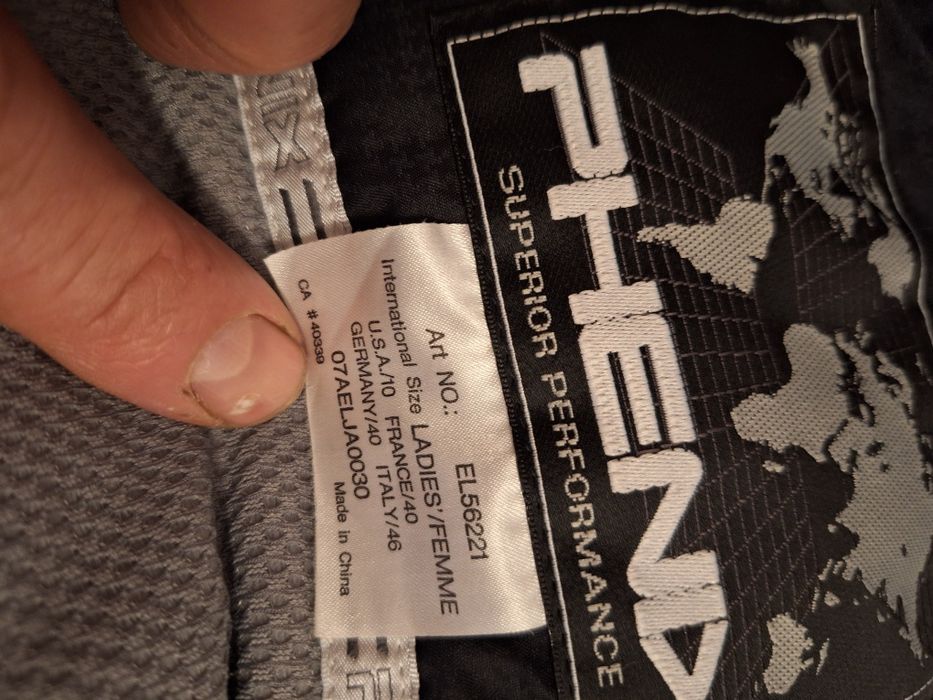 PHEND
SUPERIOR PERFORMANCE
Art NO.: EL56221
International Size LADIES'/FEMME
U.S.A./10 FRANCE/40
GERMANY/40 ITALY/46
07AELJA0030
CA # 40339 Made in China